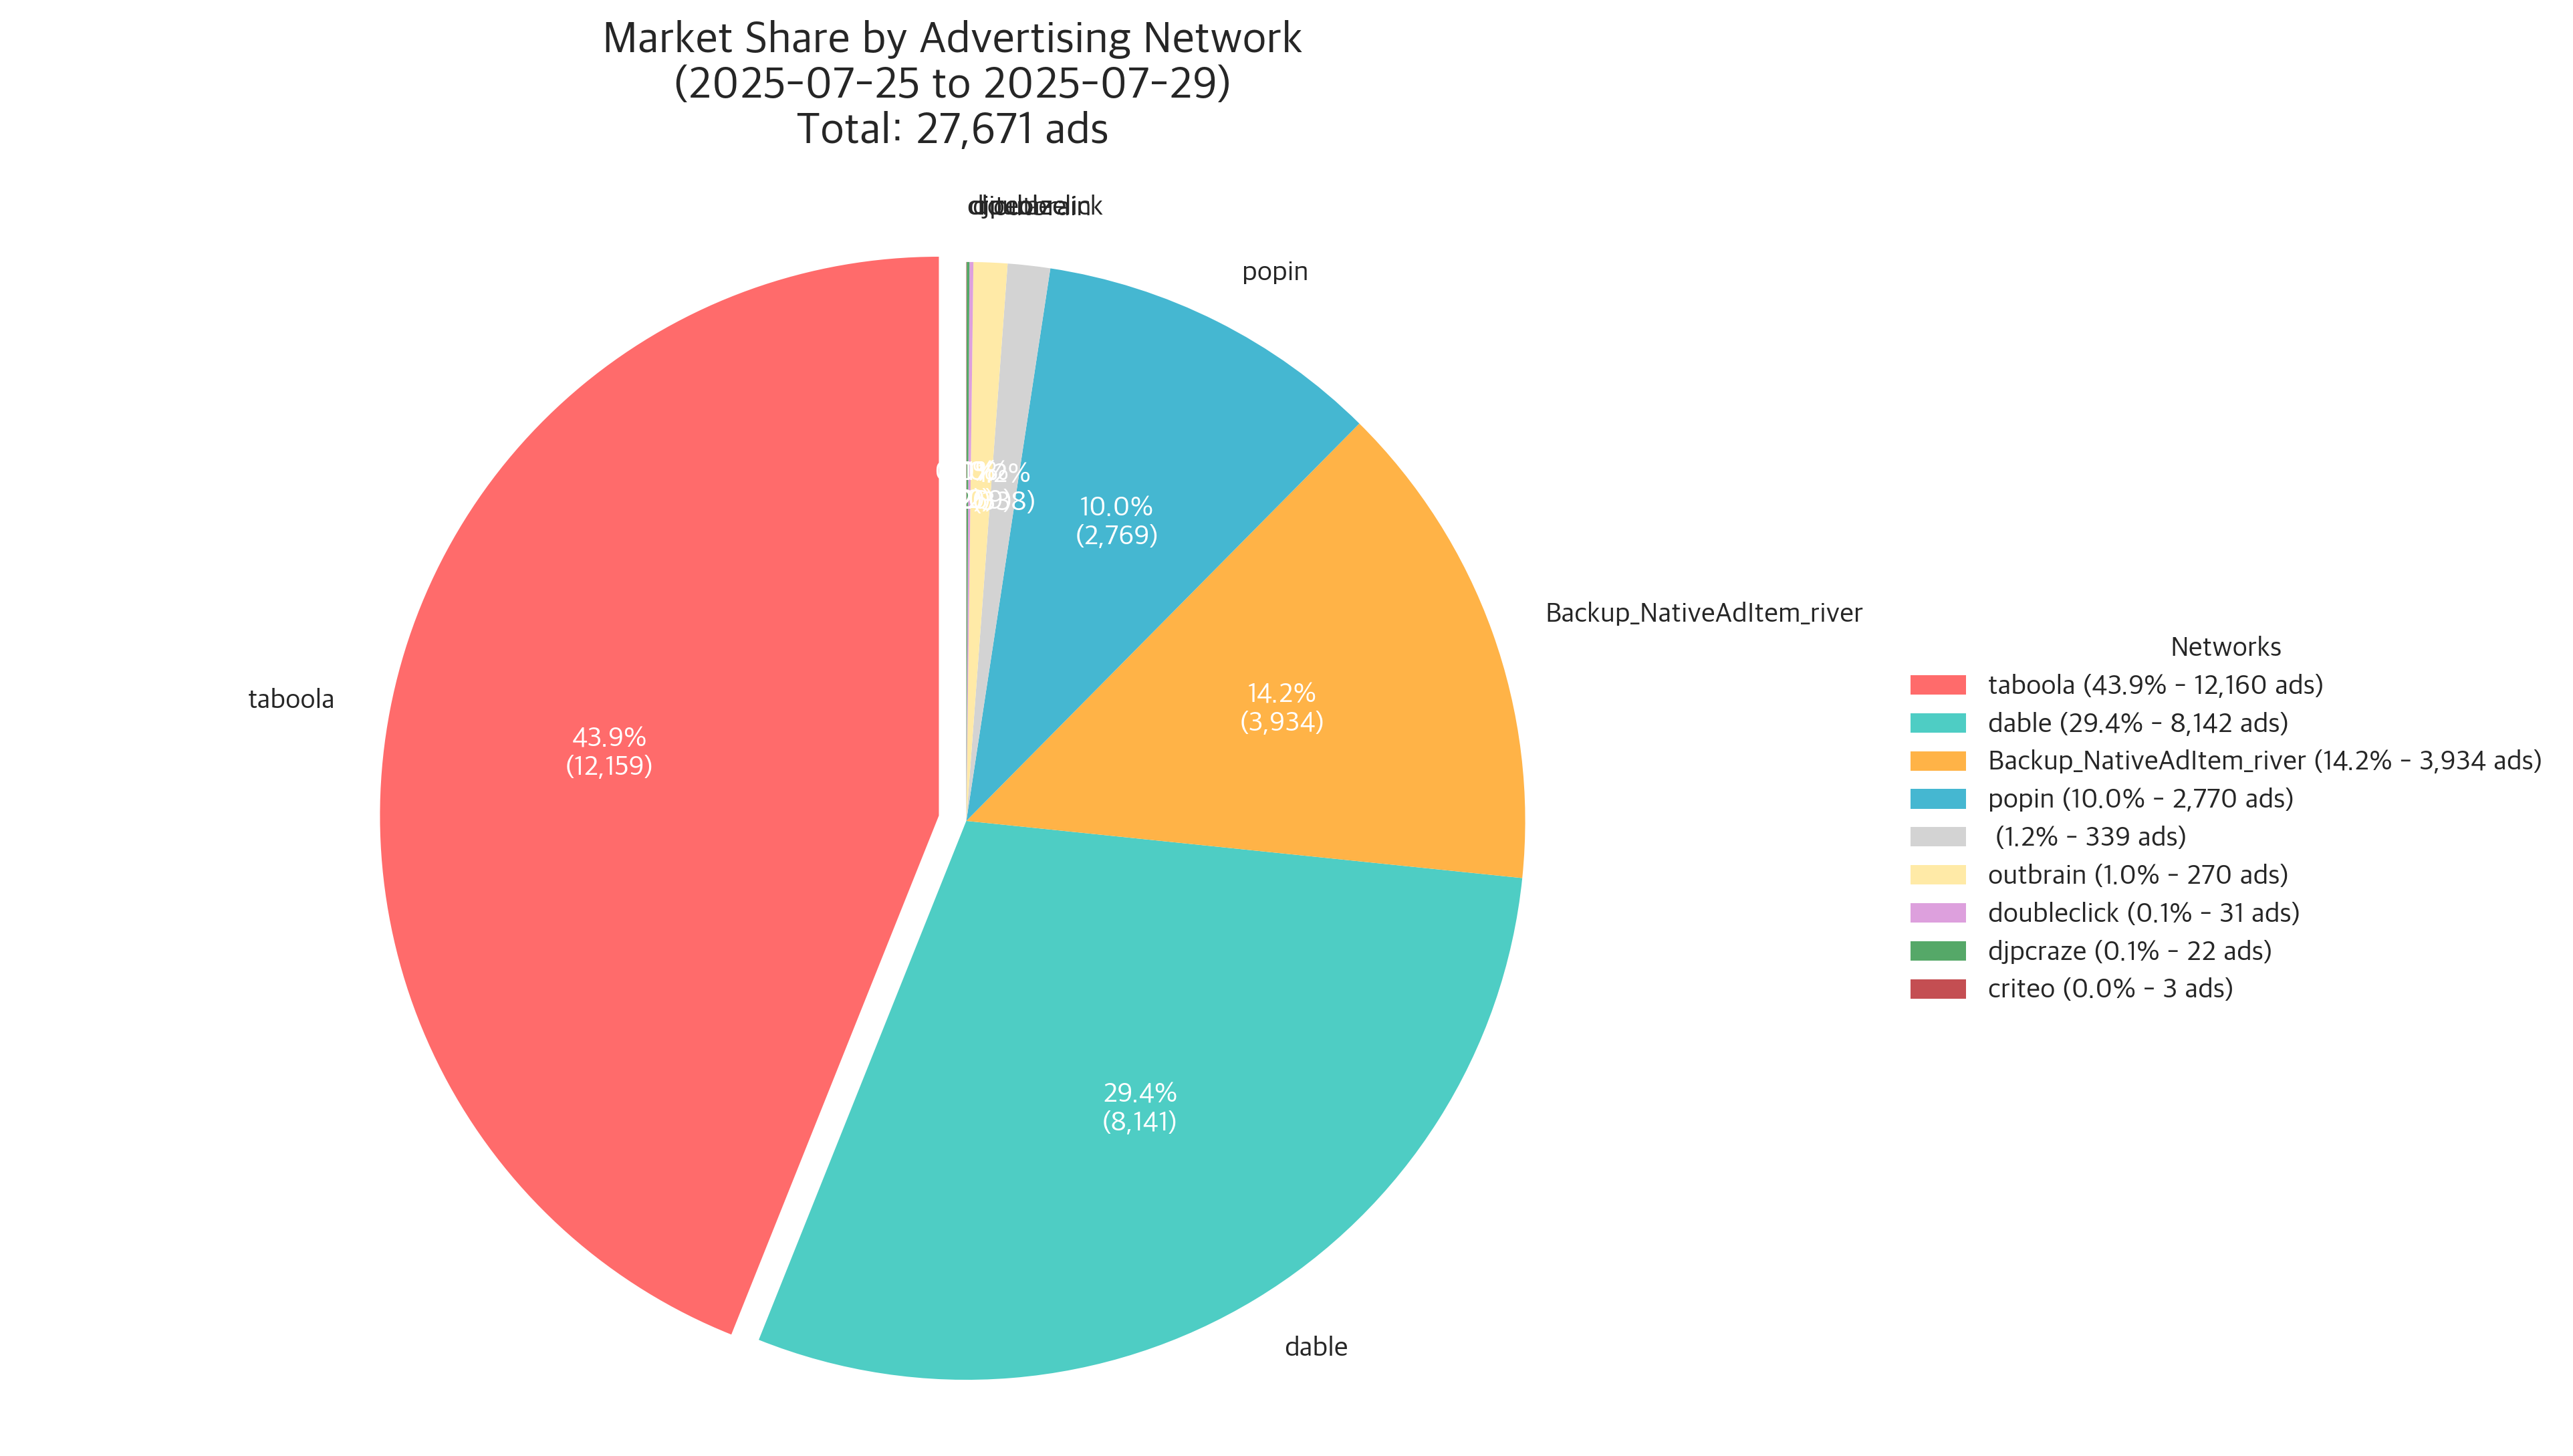 Market Share by Advertising Network
(2025-07-25 to 2025-07-29)
Total: 27,671 ads
popin
10.0%
(2,769)
Backup_NativeAdItem_river
14.2%
(3,934)
taboola
43.9%
(12,159)
29.4%
(8,141)
dable
Networks
taboola (43.9% - 12,160 ads)
dable (29.4% - 8,142 ads)
Backup_NativeAdItem_river (14.2% - 3,934 ads)
popin (10.0% - 2,770 ads)
(1.2% - 339 ads)
outbrain (1.0% - 270 ads)
doubleclick (0.1% - 31 ads)
djpcraze (0.1% - 22 ads)
criteo (0.0% - 3 ads)